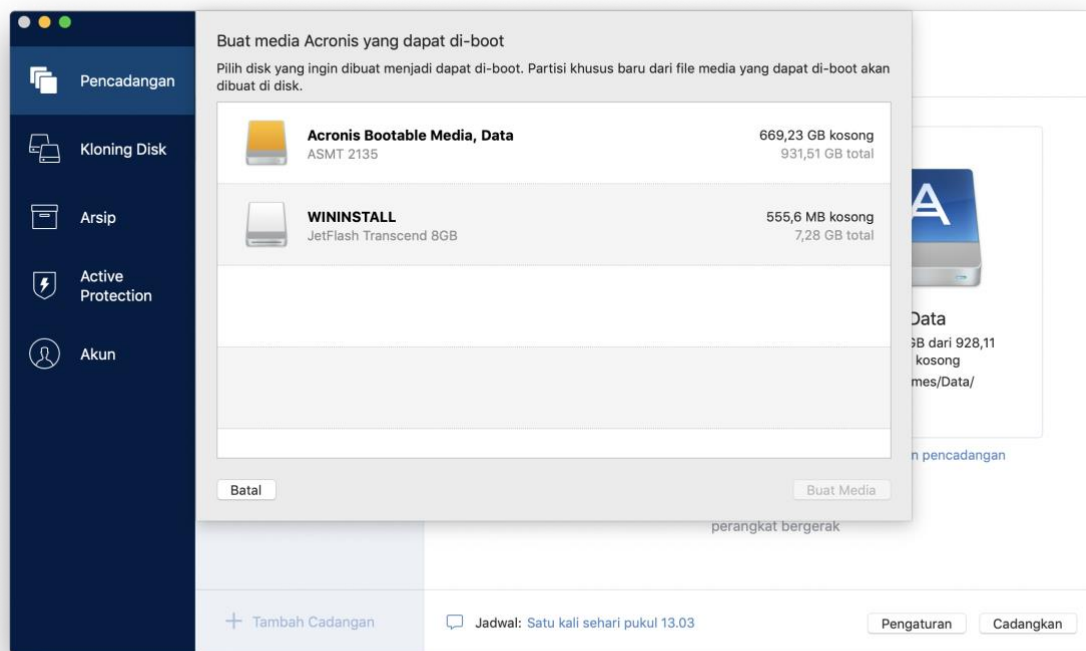 Buat media Acronis yang dapat di-boot
Pilih disk yang ingin dibuat menjadi dapat di-boot. Partisi khusus baru dari file media yang dapat di-boot akan
dibuat di disk.
Pencadangan
Kloning Disk
Arsip
Active
Protection
Akun
Acronis Bootable Media, Data
ASMT 2135
669,23 GB kosong
931,51 GB total
WININSTALL
JetFlash Transcend 8GB
555,6 MB kosong
7,28 GB total
Batal
Buat Media
A
Data
GB dari 928,11
kosong
mes/Data/
n pencadangan
perangkat bergerak
Tambah Cadangan
Jadwal: Satu kali sehari pukul 13.03
Pengaturan
Cadangkan